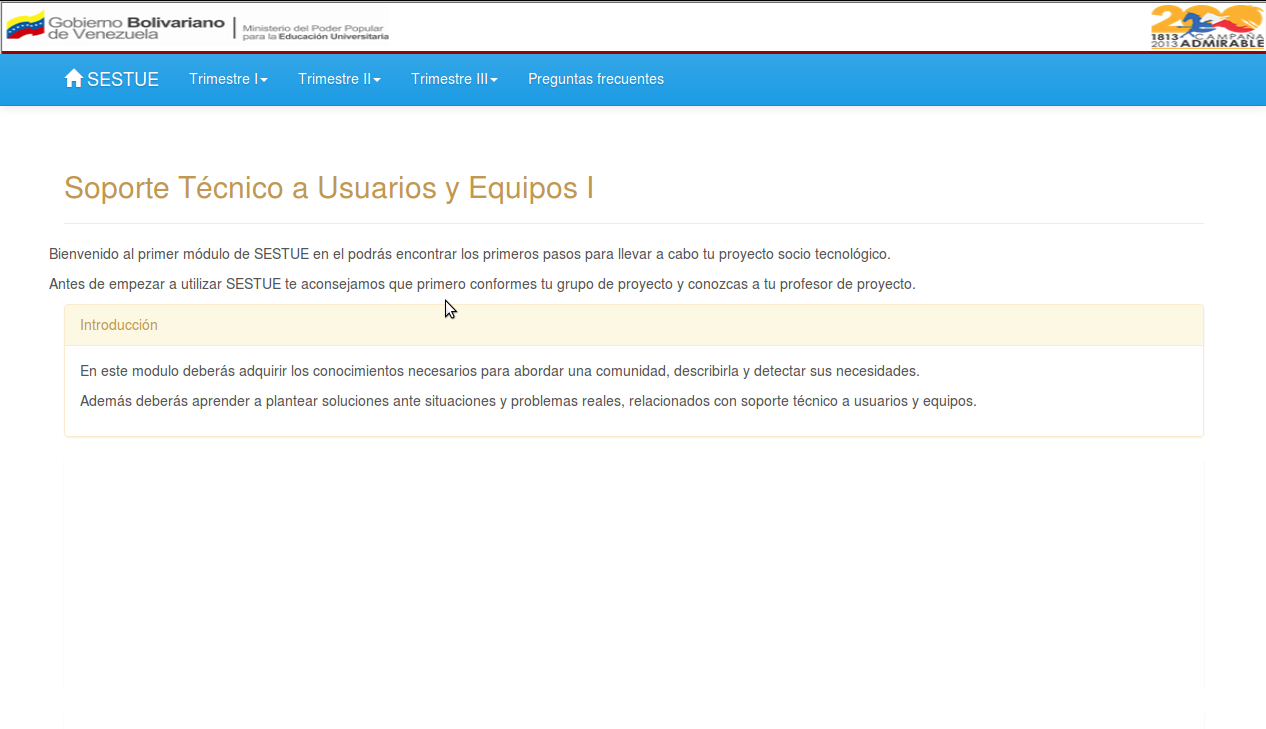 Gobierno Bolivariano
de Venezuela
Ministerio del Poder Popular
para la Educación Universitaria
200
1813 CAMPAÑA
2013 ADMIRABLE
SESTUE Trimestre I Trimestre II Trimestre III Preguntas frecuentes
Soporte Técnico a Usuarios y Equipos I
Bienvenido al primer módulo de SESTUE en el podrás encontrar los primeros pasos para llevar a cabo tu proyecto socio tecnológico.
Antes de empezar a utilizar SESTUE te aconsejamos que primero conformes tu grupo de proyecto y conozcas a tu profesor de proyecto.
Introducción
En este modulo deberás adquirir los conocimientos necesarios para abordar una comunidad, describirla y detectar sus necesidades.
Además deberás aprender a plantear soluciones ante situaciones y problemas reales, relacionados con soporte técnico a usuarios y equipos.